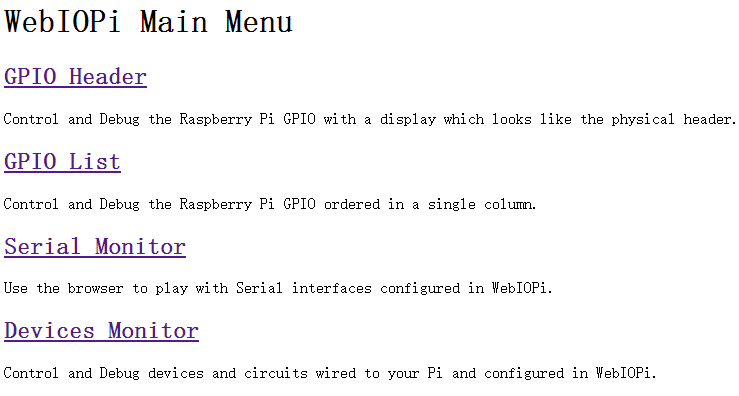 WebIOPi Main Menu
GPIO Header
Control and Debug the Raspberry Pi GPIO with a display which looks like the physical header.
GPIO List
Control and Debug the Raspberry Pi GPIO ordered in a single column.
Serial Monitor
Use the browser to play with Serial interfaces configured in WebIOPi.
Devices Monitor
Control and Debug devices and circuits wired to your Pi and configured in WebIOPi.